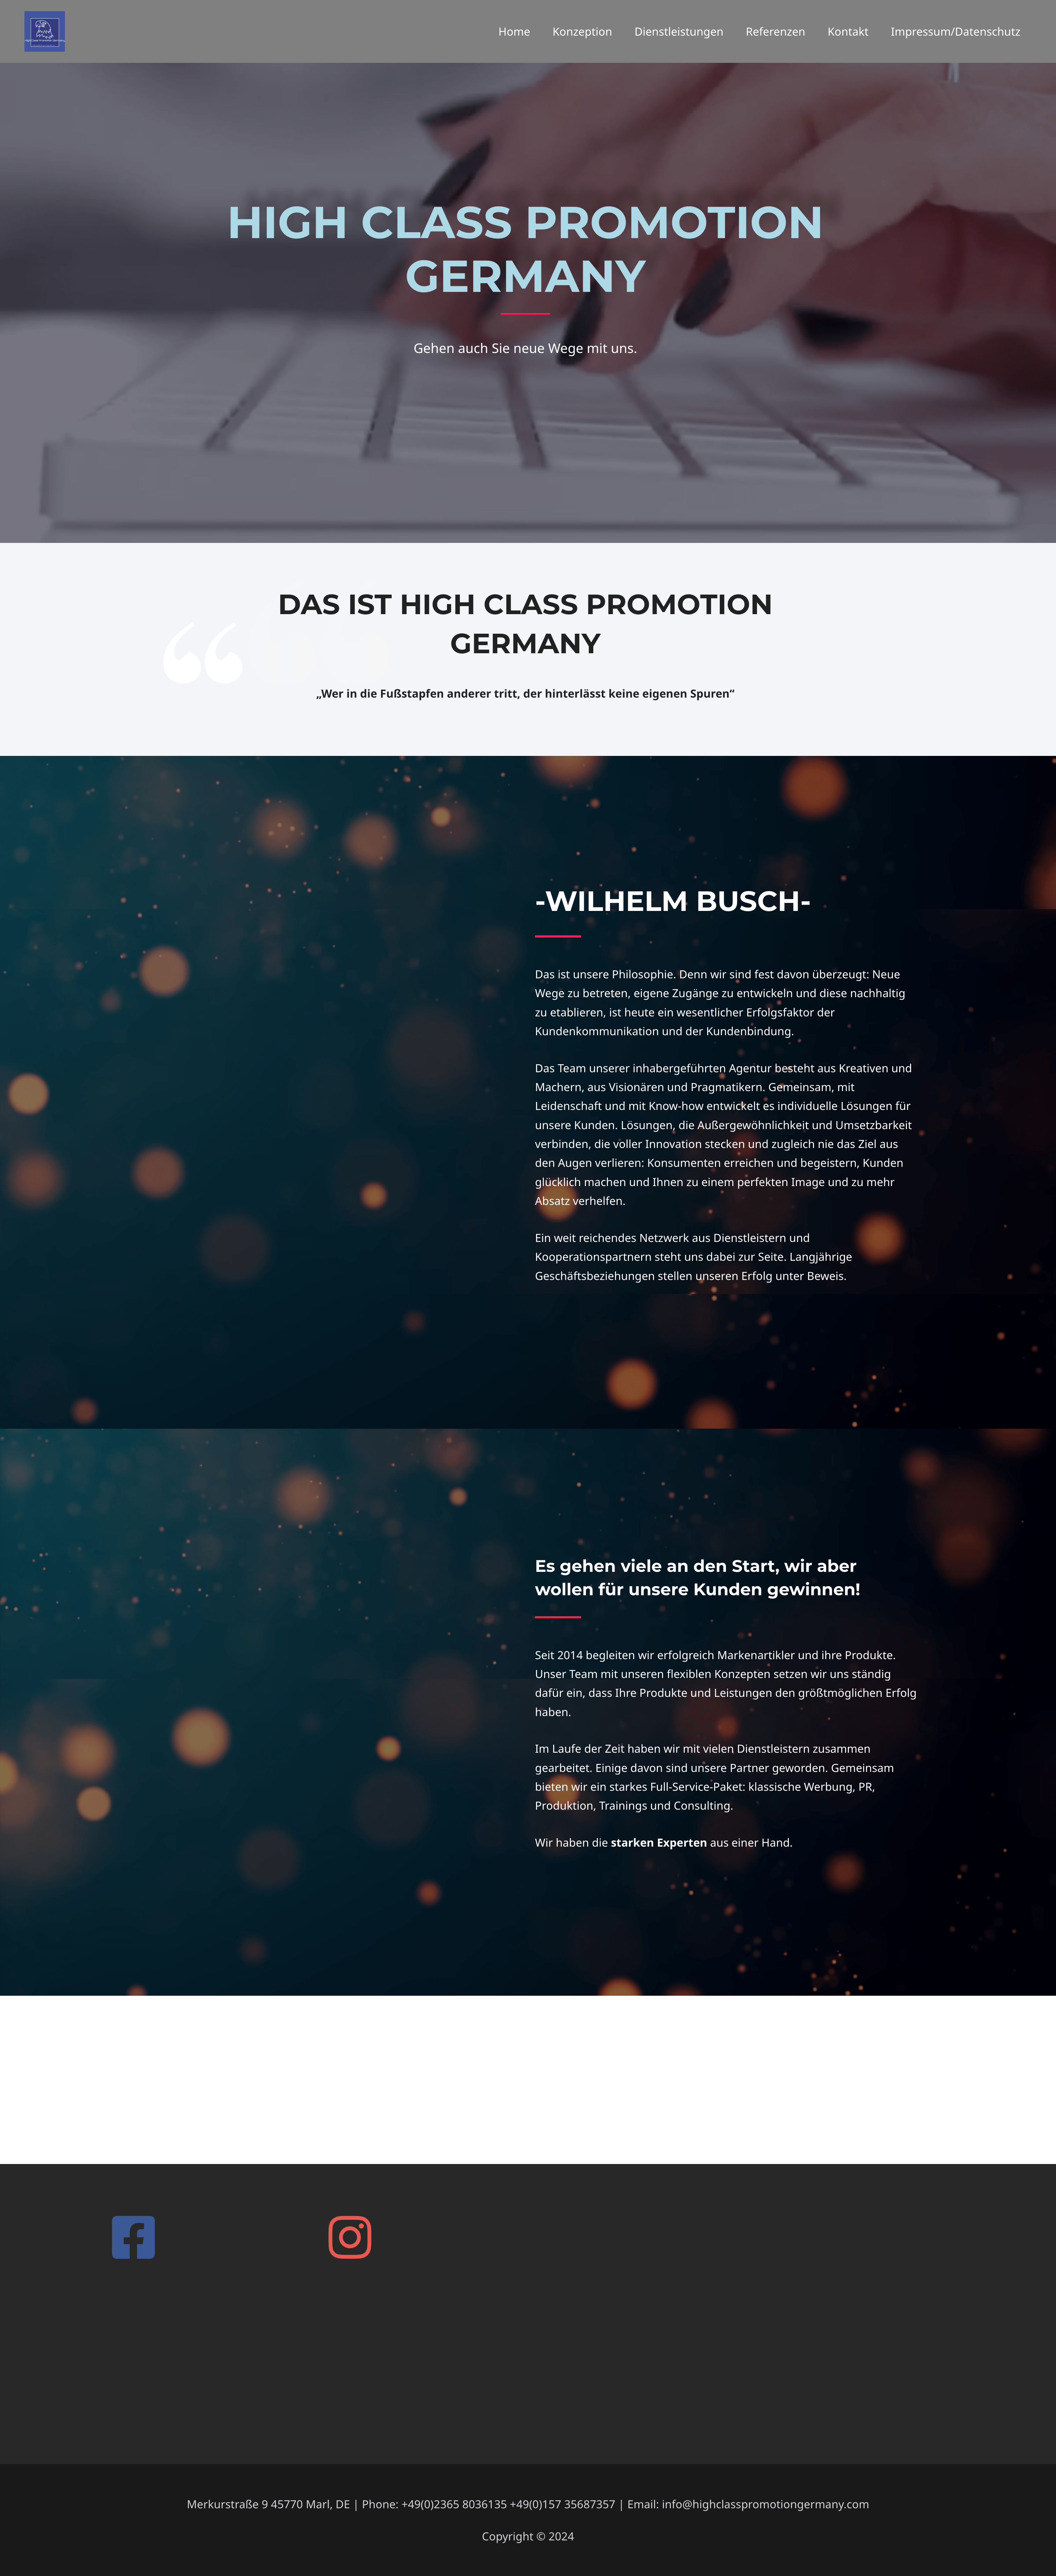 Home Konzeption Dienstleistungen Referenzen Kontakt Impressum/Datenschutz
HIGH CLASS PROMOTION
GERMANY
Gehen auch Sie neue Wege mit uns.
DAS IST HIGH CLASS PROMOTION
GERMANY
„Wer in die Fußstapfen anderer tritt, der hinterlässt keine eigenen Spuren“
-WILHELM BUSCH-
Das ist unsere Philosophie. Denn wir sind fest davon überzeugt: Neue
Wege zu betreten, eigene Zugänge zu entwickeln und diese nachhaltig
zu etablieren, ist heute ein wesentlicher Erfolgsfaktor der
Kundenkommunikation und der Kundenbindung.
Das Team unserer inhabergeführten Agentur besteht aus Kreativen und
Machern, aus Visionären und Pragmatikern. Gemeinsam, mit
Leidenschaft und mit Know-how entwickelt es individuelle Lösungen für
unsere Kunden. Lösungen, die Außergewöhnlichkeit und Umsetzbarkeit
verbinden, die voller Innovation stecken und zugleich nie das Ziel aus
den Augen verlieren: Konsumenten erreichen und begeistern, Kunden
glücklich machen und Ihnen zu einem perfekten Image und zu mehr
Absatz verhelfen.
Ein weit reichendes Netzwerk aus Dienstleistern und
Kooperationspartnern steht uns dabei zur Seite. Langjährige
Geschäftsbeziehungen stellen unseren Erfolg unter Beweis.
Es gehen viele an den Start, wir aber
wollen für unsere Kunden gewinnen!
Seit 2014 begleiten wir erfolgreich Markenartikler und ihre Produkte.
Unser Team mit unseren flexiblen Konzepten setzen wir uns ständig
dafür ein, dass Ihre Produkte und Leistungen den größtmöglichen Erfolg
haben.
Im Laufe der Zeit haben wir mit vielen Dienstleistern zusammen
gearbeitet. Einige davon sind unsere Partner geworden. Gemeinsam
bieten wir ein starkes Full-Service-Paket: klassische Werbung, PR,
Produktion, Trainings und Consulting.
Wir haben die starken Experten aus einer Hand.
Merkurstraße 9 45770 Marl, DE | Phone: +49(0)2365 8036135 +49(0)157 35687357 | Email: info@highclasspromotiongermany.com
Copyright © 2024